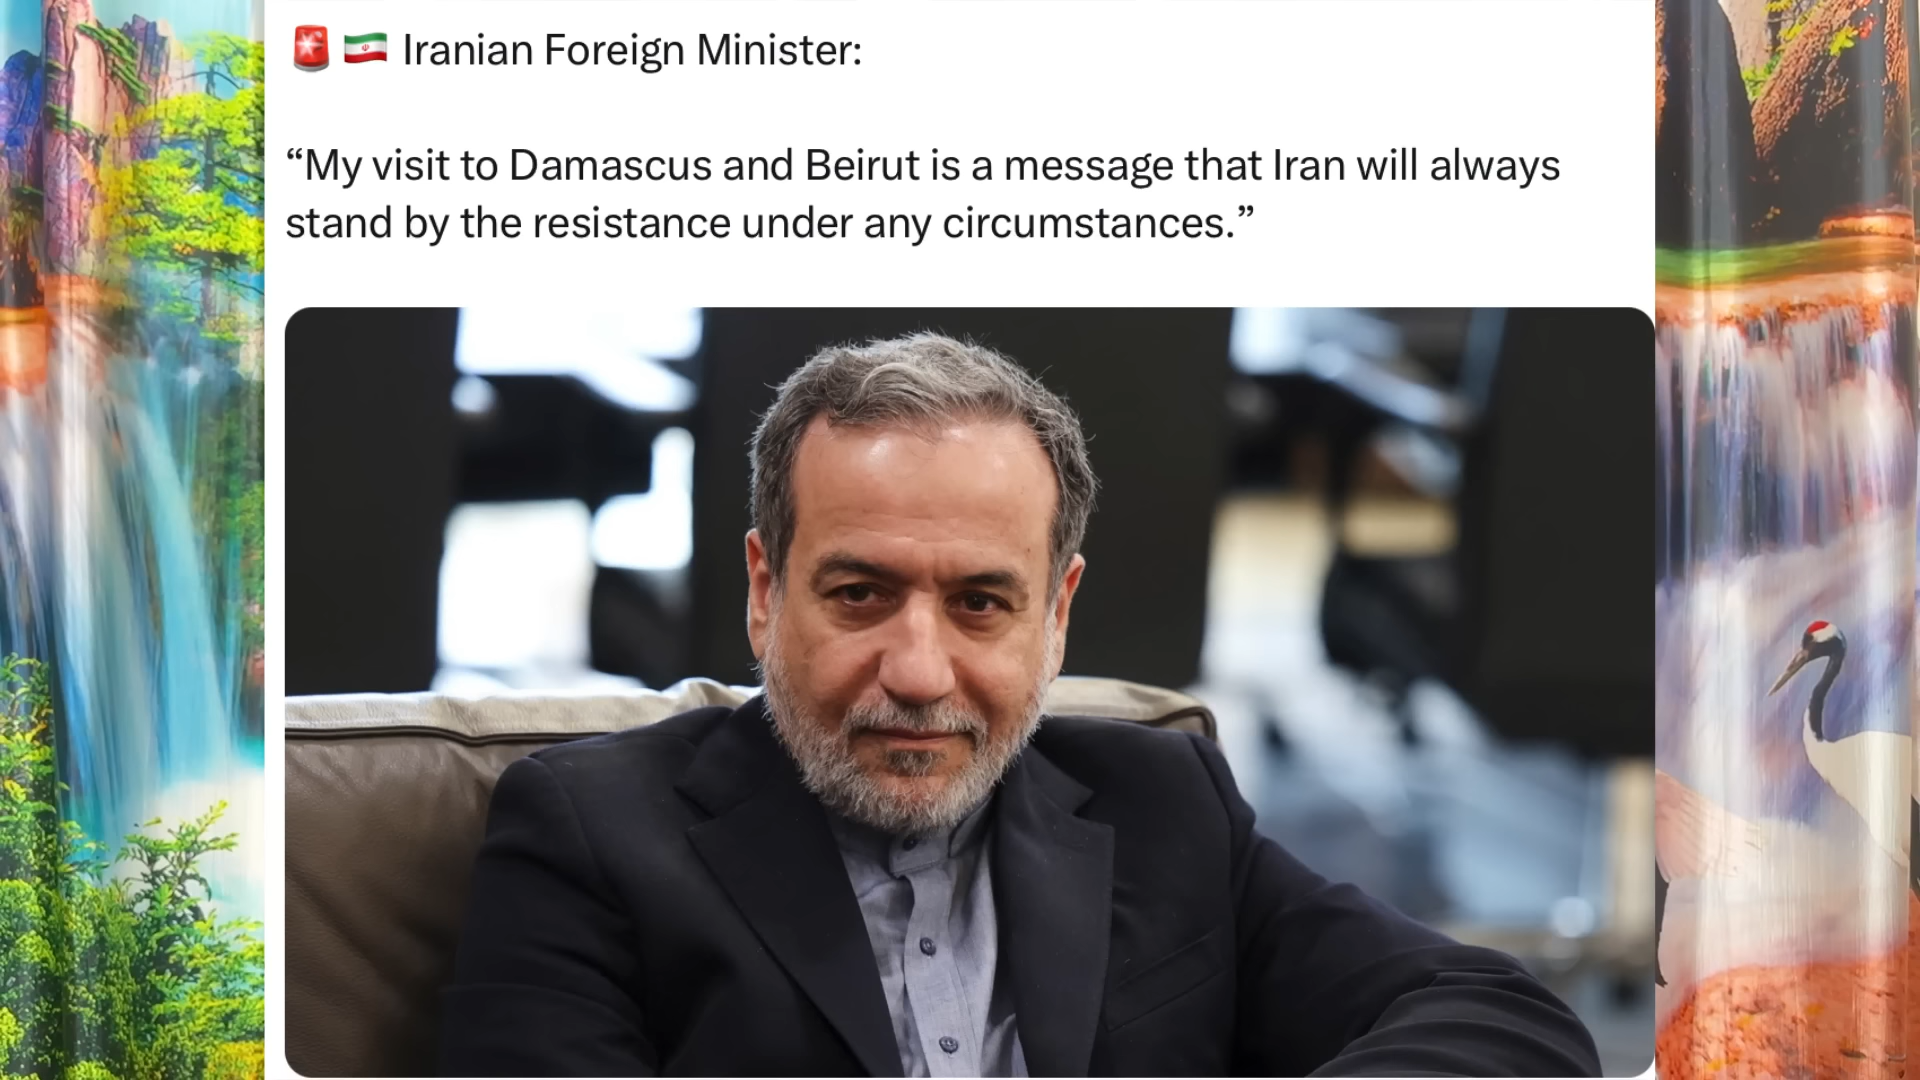 🚨🇮🇷 Iranian Foreign Minister:
“My visit to Damascus and Beirut is a message that Iran will always
stand by the resistance under any circumstances.”